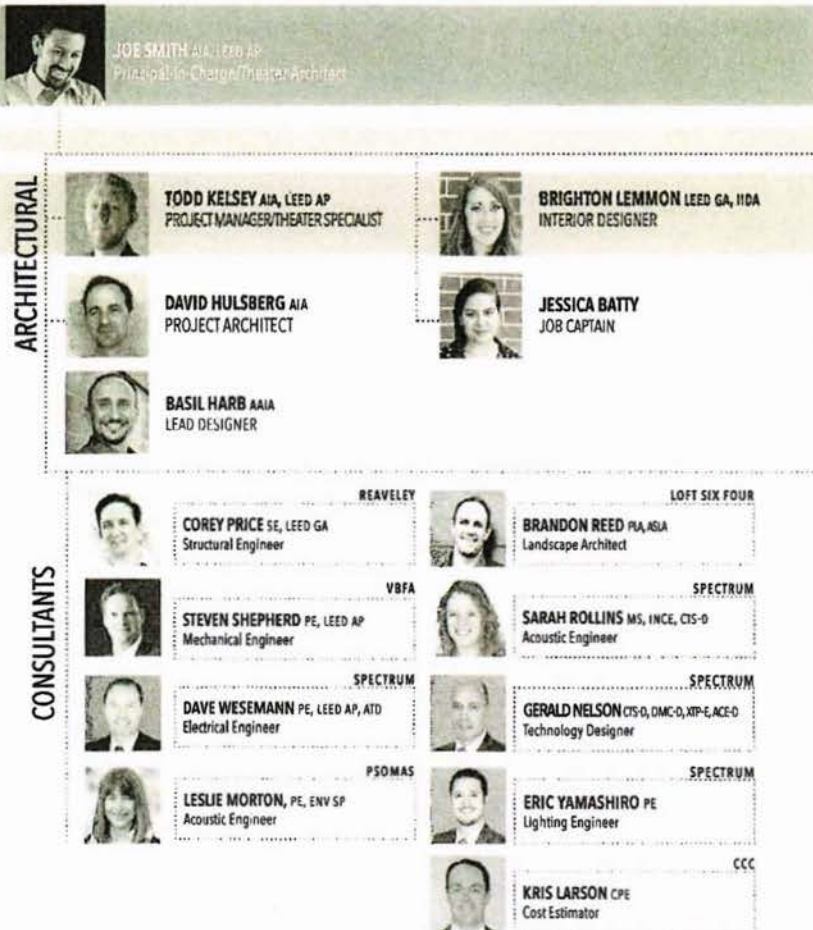 JOE SMITH AIA, LEED AP
Principal-In-Charge/Theater Architect
ARCHITECTURAL
TODD KELSEY AIA, LEED AP
PROJECT MANAGER/THEATER SPECIALIST
BRIGHTON LEMMON LEED GA, IIDA
INTERIOR DESIGNER
DAVID HULSBERG AIA
PROJECT ARCHITECT
JESSICA BATTY
JOB CAPTAIN
BASIL HARB AAIA
LEAD DESIGNER
CONSULTANTS
REAVELEY
COREY PRICE SE, LEED GA
Structural Engineer
LOFT SIX FOUR
BRANDON REED PLA, ASLA
Landscape Architect
VBFA
STEVEN SHEPHERD PE, LEED AP
Mechanical Engineer
SPECTRUM
SARAH ROLLINS MS, INCE, CTS-D
Acoustic Engineer
SPECTRUM
DAVE WESEMANN PE, LEED AP, ATD
Electrical Engineer
SPECTRUM
GERALD NELSON CTS-D, DMC-D, XTP-E, ACE-D
Technology Designer
PSOMAS
LESLIE MORTON, PE, ENV SP
Acoustic Engineer
SPECTRUM
ERIC YAMASHIRO PE
Lighting Engineer
CCC
KRIS LARSON CPE
Cost Estimator